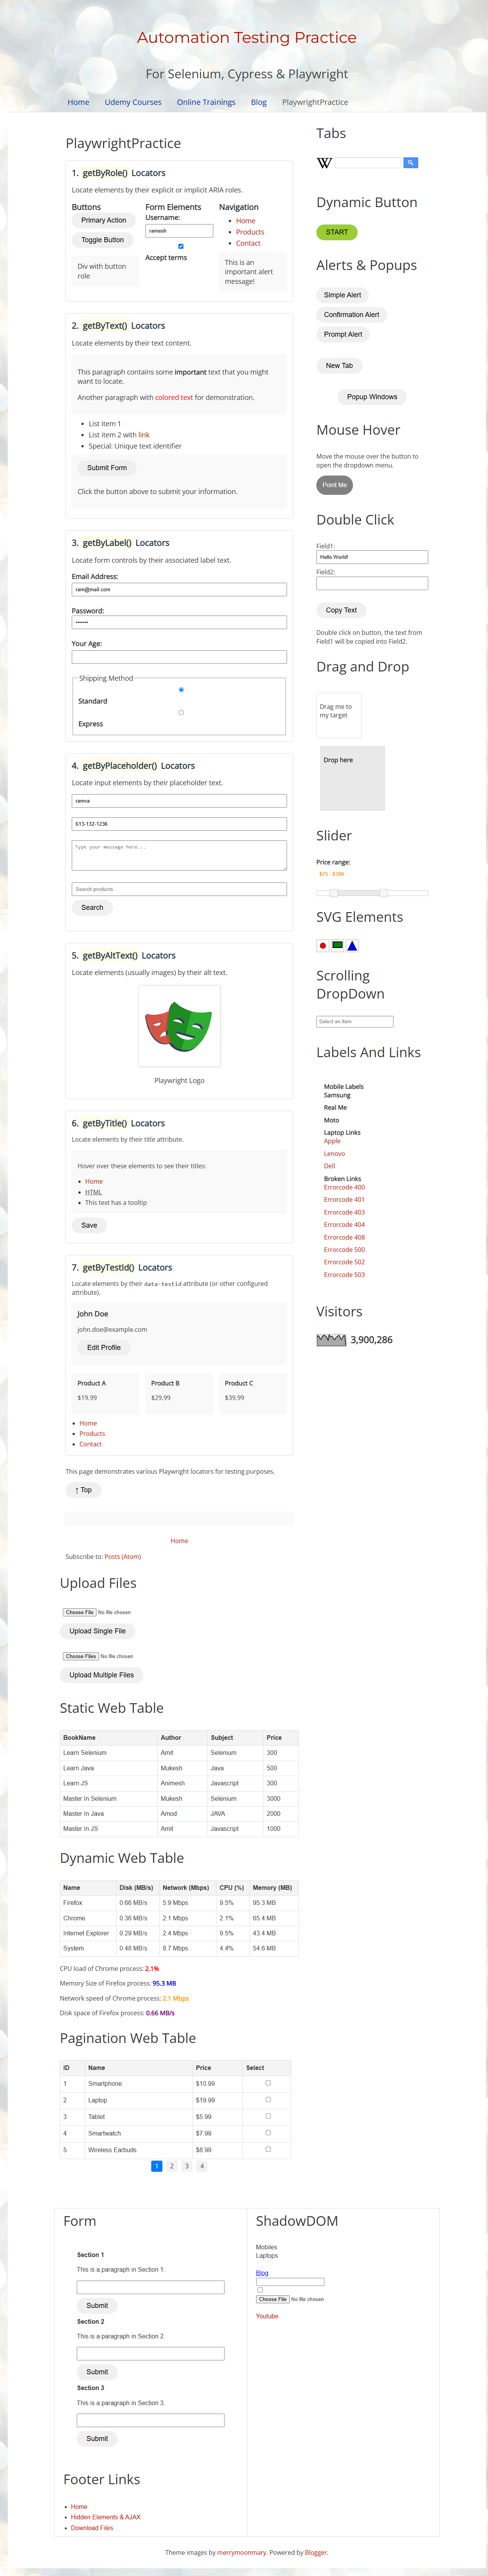 Automation Testing Practice
For Selenium, Cypress & Playwright
Home Udemy Courses Online Trainings Blog PlaywrightPractice
PlaywrightPractice
1. getByRole() Locators
Locate elements by their explicit or implicit ARIA roles.
Buttons
Primary Action
Toggle Button
Div with button
role
Form Elements
Username:
ramesh
Accept terms
Navigation
Home
Products
Contact
This is an
important alert
message!
2. getByText() Locators
Locate elements by their text content.
This paragraph contains some important text that you might
want to locate.
Another paragraph with colored text for demonstration.
List item 1
List item 2 with link
Special: Unique text identifier
Submit Form
Click the button above to submit your information.
3. getByLabel() Locators
Locate form controls by their associated label text.
Email Address:
ram@mail.com
Password:
Your Age:
Shipping Method
Standard
Express
4. getByPlaceholder() Locators
Locate input elements by their placeholder text.
ramva
613-132-1236
Type your message here...
Search products...
Search
5. getByAltText() Locators
Locate elements (usually images) by their alt text.
Playwright Logo
6. getByTitle() Locators
Locate elements by their title attribute.
Hover over these elements to see their titles:
Home
HTML
This text has a tooltip
Save
7. getByTestId() Locators
Locate elements by their data-testid attribute (or other configured
attribute).
John Doe
john.doe@example.com
Edit Profile
Product A Product B Product C
$19.99 $29.99 $39.99
Home
Products
Contact
This page demonstrates various Playwright locators for testing purposes.
↑ Top
Home
Subscribe to: Posts (Atom)
Tabs
Dynamic Button
START
Alerts & Popups
Simple Alert
Confirmation Alert
Prompt Alert
New Tab
Popup Windows
Mouse Hover
Move the mouse over the button to
open the dropdown menu.
Point Me
Double Click
Field1:
Hello World!
Field2:
Copy Text
Double click on button, the text from
Field1 will be copied into Field2.
Drag and Drop
Drag me to
my target
Drop here
Slider
Price range:
$75 - $300
SVG Elements
Scrolling
DropDown
Select an item
Labels And Links
Mobile Labels
Samsung
Real Me
Moto
Laptop Links
Apple
Lenovo
Dell
Broken Links
Errorcode 400
Errorcode 401
Errorcode 403
Errorcode 404
Errorcode 408
Errorcode 500
Errorcode 502
Errorcode 503
Visitors
3,900,286
Upload Files
Choose File No file chosen
Upload Single File
Choose Files No file chosen
Upload Multiple Files
Static Web Table
BookName Author Subject Price
Learn Selenium Amit Selenium 300
Learn Java Mukesh Java 500
Learn JS Animesh Javascript 300
Master In Selenium Mukesh Selenium 3000
Master In Java Amod JAVA 2000
Master In JS Amit Javascript 1000
Dynamic Web Table
Name Disk (MB/s) Network (Mbps) CPU (%) Memory (MB)
Firefox 0.66 MB/s 5.9 Mbps 9.5% 95.3 MB
Chrome 0.36 MB/s 2.1 Mbps 2.1% 65.4 MB
Internet Explorer 0.29 MB/s 2.4 Mbps 9.5% 43.4 MB
System 0.48 MB/s 8.7 Mbps 4.4% 54.6 MB
CPU load of Chrome process: 2.1%
Memory Size of Firefox process: 95.3 MB
Network speed of Chrome process: 2.1 Mbps
Disk space of Firefox process: 0.66 MB/s
Pagination Web Table
ID Name Price Select
1 Smartphone $10.99
2 Laptop $19.99
3 Tablet $5.99
4 Smartwatch $7.99
5 Wireless Earbuds $8.99
1 2 3 4
Form
Section 1
This is a paragraph in Section 1.
Submit
Section 2
This is a paragraph in Section 2.
Submit
Section 3
This is a paragraph in Section 3.
Submit
Footer Links
Home
Hidden Elements & AJAX
Download Files
ShadowDOM
Mobiles
Laptops
Blog
Choose File No file chosen
Youtube
Theme images by merrymoonmary. Powered by Blogger.